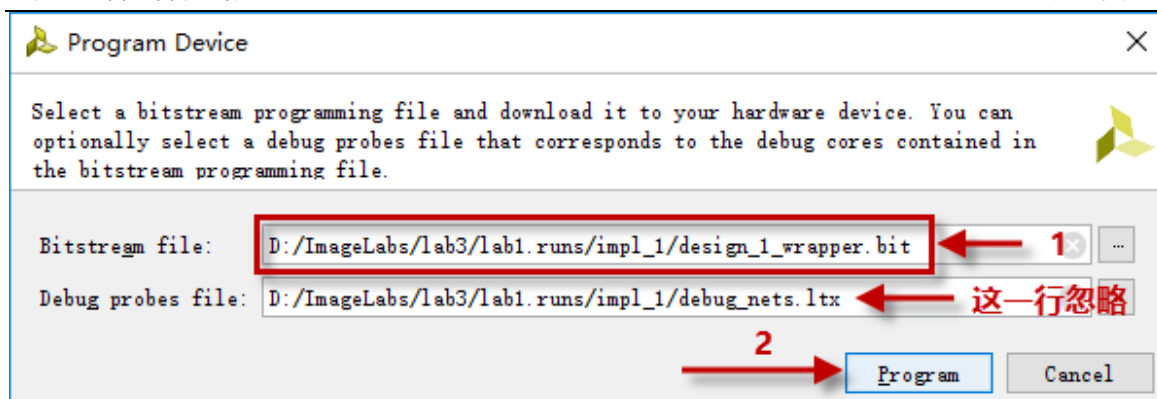 Program Device
Select a bitstream programming file and download it to your hardware device. You can
optionally select a debug probes file that corresponds to the debug cores contained in
the bitstream programming file.
Bitstream file: D:/ImageLabs/lab3/lab1.runs/impl_1/design_1_wrapper.bit 1 ...
Debug probes file: D:/ImageLabs/lab3/lab1.runs/impl_1/debug_nets.ltx 这一行忽略
2
Program Cancel